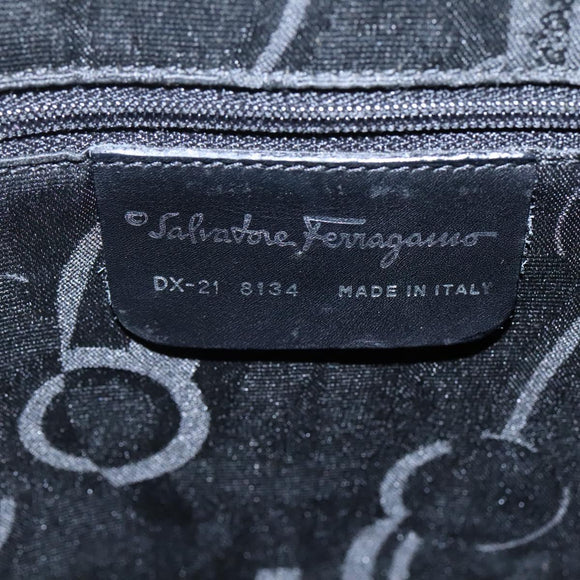 © Salvatore Ferragamo
DX-21 8134 MADE IN ITALY